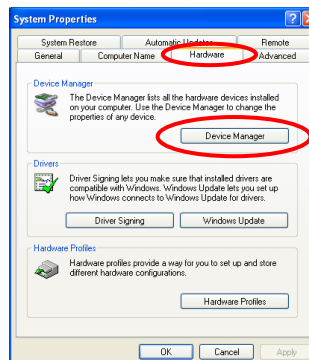 System Properties
System Restore Automatic Updates Remote
General Computer Name Hardware Advanced
Device Manager
The Device Manager lists all the hardware devices installed
on your computer. Use the Device Manager to change the
properties of any device.
Device Manager
Drivers
Driver Signing lets you make sure that installed drivers are
compatible with Windows. Windows Update lets you set up
how Windows connects to Windows Update for drivers.
Driver Signing Windows Update
Hardware Profiles
Hardware profiles provide a way for you to set up and store
different hardware configurations.
Hardware Profiles
OK Cancel Apply